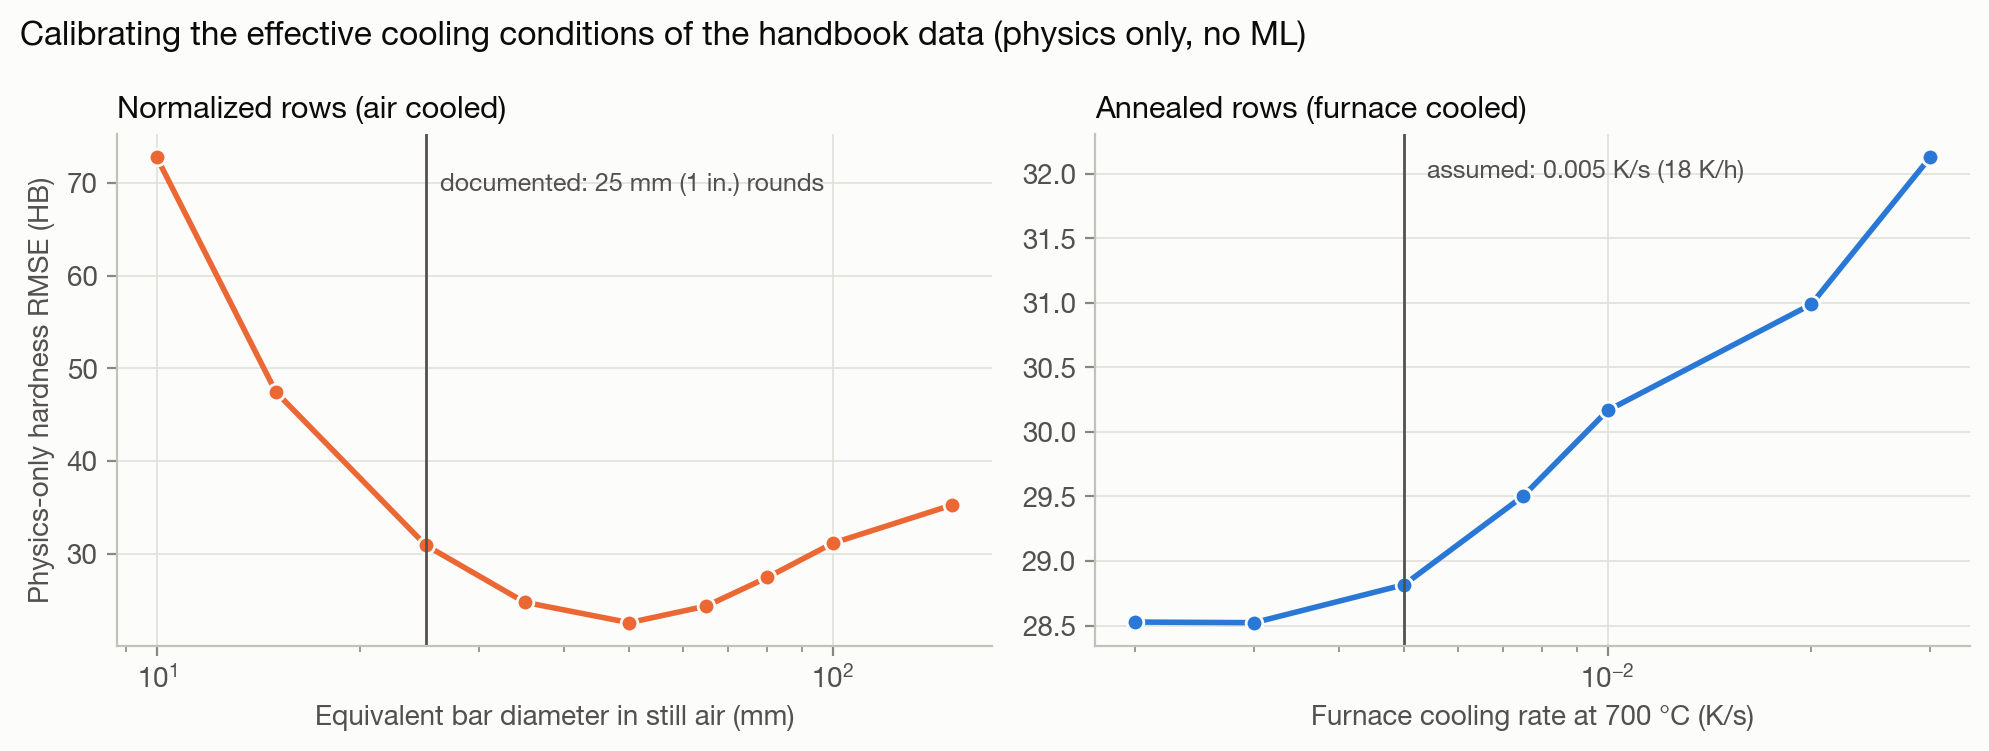 Calibrating the effective cooling conditions of the handbook data (physics only, no ML)
Normalized rows (air cooled)
documented: 25 mm (1 in.) rounds
Physics-only hardness RMSE (HB)
70
60
50
40
30
10¹
10²
Equivalent bar diameter in still air (mm)
Annealed rows (furnace cooled)
assumed: 0.005 K/s (18 K/h)
32.0
31.5
31.0
30.5
30.0
29.5
29.0
28.5
10⁻²
Furnace cooling rate at 700 °C (K/s)